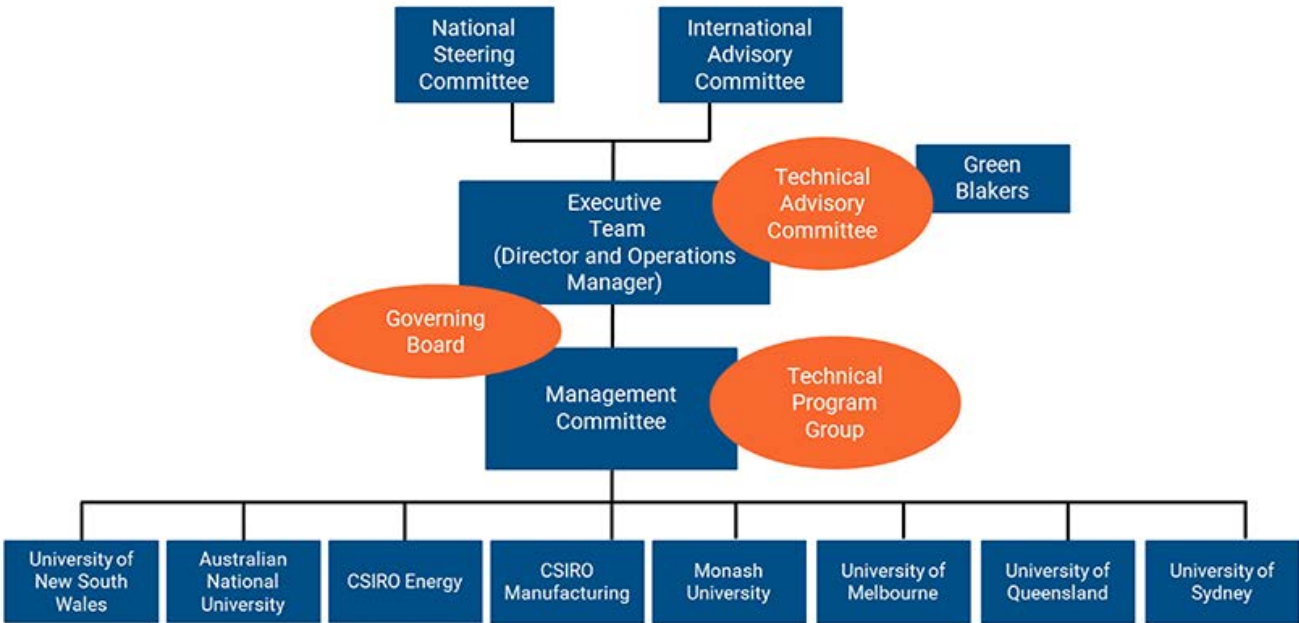 National
Steering
Committee
International
Advisory
Committee
Technical
Advisory
Committee
Green
Blakers
Executive
Team
(Director and Operations
Manager)
Governing
Board
Management
Committee
Technical
Program
Group
University of
New South
Wales
Australian
National
University
CSIRO Energy
CSIRO
Manufacturing
Monash
University
University of
Melbourne
University of
Queensland
University of
Sydney